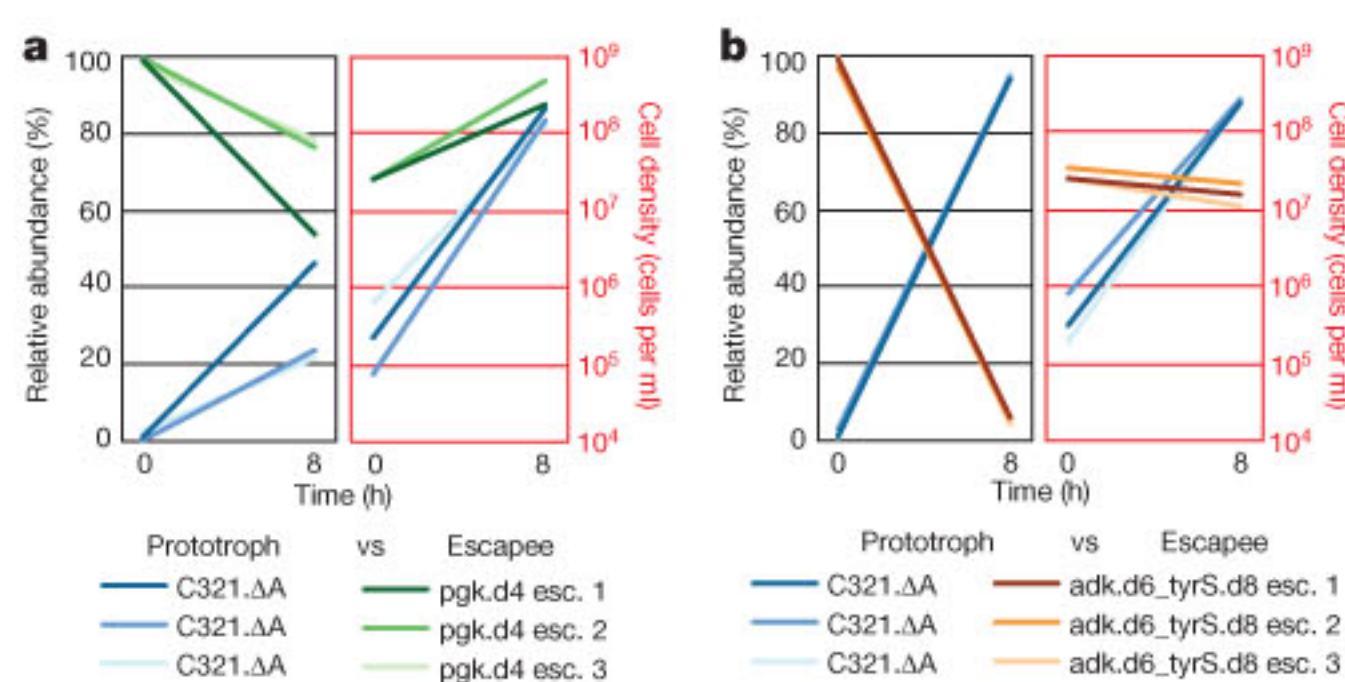 a
Relative abundance (%)
100
80
60
40
20
0
0
8
0
8
Time (h)
10⁹
10⁸
10⁷
10⁶
10⁵
10⁴
Cell density (cells per ml)
Prototroph vs Escapee
C321.ΔA pgk.d4 esc. 1
C321.ΔA pgk.d4 esc. 2
C321.ΔA pgk.d4 esc. 3
b
Relative abundance (%)
100
80
60
40
20
0
0
8
0
8
Time (h)
10⁹
10⁸
10⁷
10⁶
10⁵
10⁴
Cell density (cells per ml)
Prototroph vs Escapee
C321.ΔA adk.d6_tyrS.d8 esc. 1
C321.ΔA adk.d6_tyrS.d8 esc. 2
C321.ΔA adk.d6_tyrS.d8 esc. 3